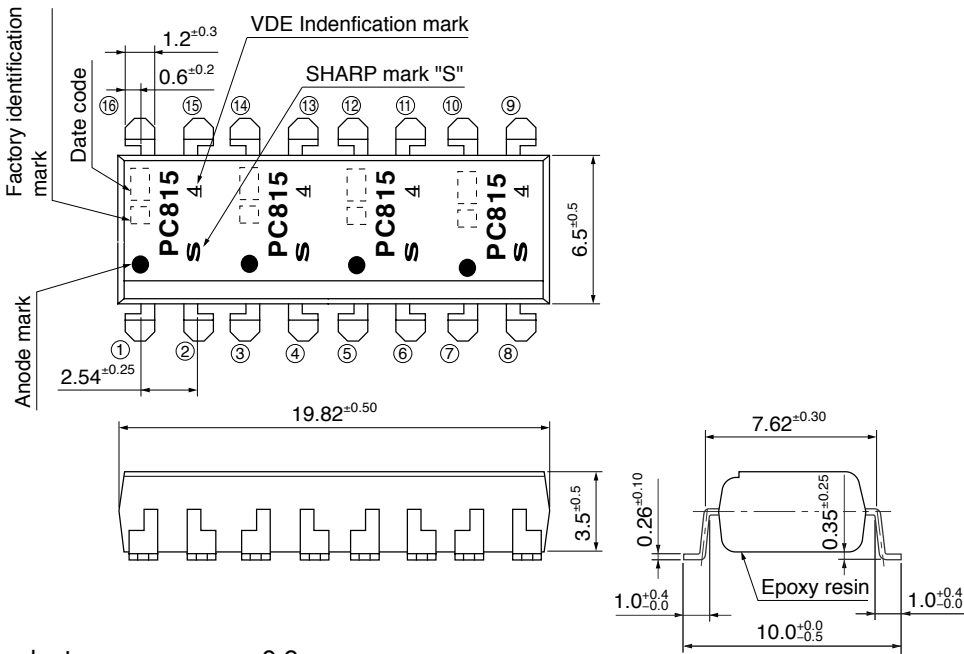 1.2±0.3
VDE Indenfication mark
0.6±0.2
SHARP mark "S"
Factory identification
mark
Date code
⑯ ⑮ ⑭ ⑬ ⑫ ⑪ ⑩ ⑨
PC815 4 S
PC815 4 S
PC815 4 S
PC815 4 S
6.5±0.5
Anode mark
① ② ③ ④ ⑤ ⑥ ⑦ ⑧
2.54±0.25
19.82±0.50
3.5±0.5
7.62±0.30
0.26±0.10
0.35±0.25
Epoxy resin
1.0+0.4-0.0
1.0+0.4-0.0
10.0+0.0-0.5